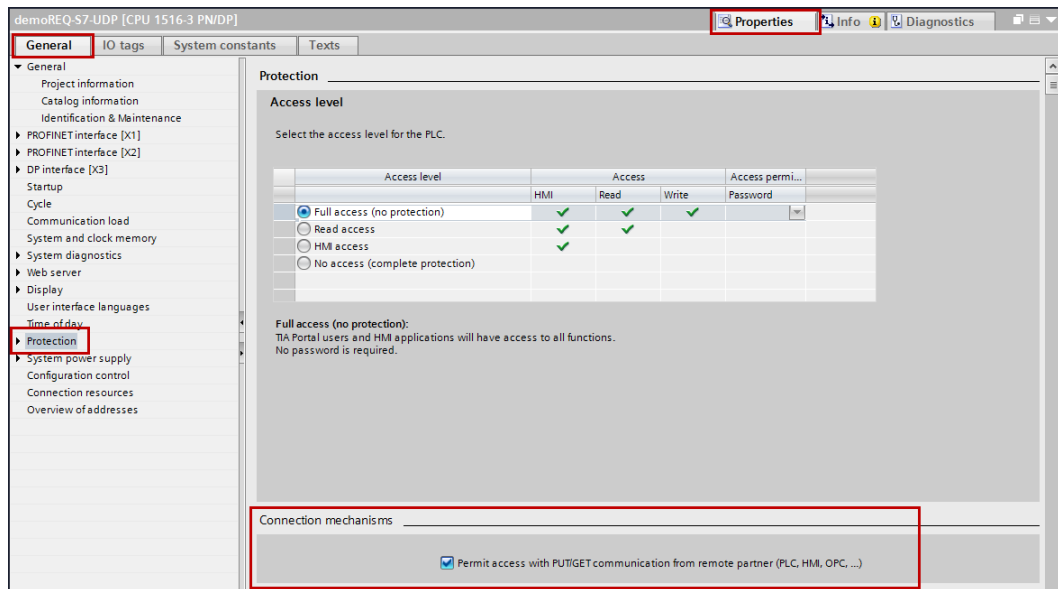 demoREQ-S7-UDP [CPU 1516-3 PN/DP]
Properties
Info
Diagnostics
General
IO tags
System constants
Texts
General
Project information
Catalog information
Identification & Maintenance
PROFINET interface [X1]
PROFINET interface [X2]
DP interface [X3]
Startup
Cycle
Communication load
System and clock memory
System diagnostics
Web server
Display
User interface languages
Time of day
Protection
System power supply
Configuration control
Connection resources
Overview of addresses
Protection
Access level
Select the access level for the PLC.
Access level Access Access permi...
HMI Read Write Password
Full access (no protection)
Read access
HMI access
No access (complete protection)
Full access (no protection):
TIA Portal users and HMI applications will have access to all functions.
No password is required.
Connection mechanisms
Permit access with PUT/GET communication from remote partner (PLC, HMI, OPC, ...)